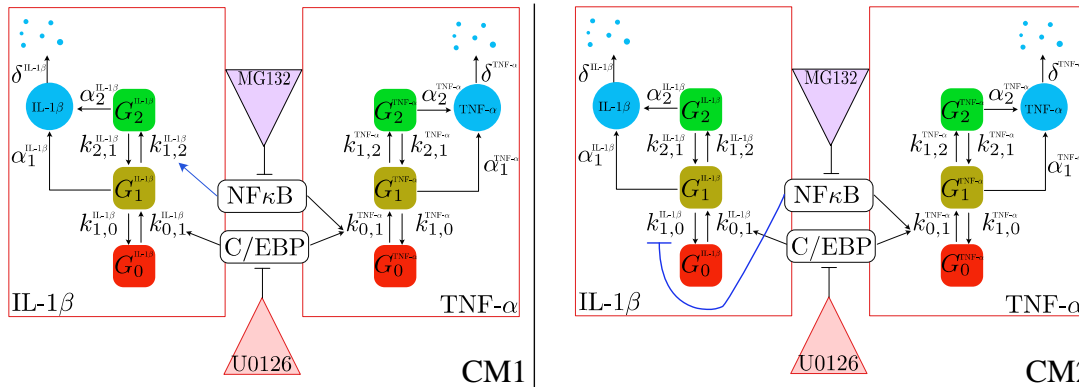 δ^IL-1β
IL-1β
α_2^IL-1β
G_2^IL-1β
α_1^IL-1β
k_2,1^IL-1β
k_1,2^IL-1β
G_1^IL-1β
k_1,0^IL-1β
k_0,1^IL-1β
G_0^IL-1β
IL-1β
MG132
NFκB
C/EBP
U0126
δ^TNF-α
G_2^TNF-α
α_2^TNF-α
TNF-α
k_1,2^TNF-α
k_2,1^TNF-α
α_1^TNF-α
G_1^TNF-α
k_0,1^TNF-α
k_1,0^TNF-α
G_0^TNF-α
TNF-α
CM1
δ^IL-1β
IL-1β
α_2^IL-1β
G_2^IL-1β
α_1^IL-1β
k_2,1^IL-1β
k_1,2^IL-1β
G_1^IL-1β
k_1,0^IL-1β
k_0,1^IL-1β
G_0^IL-1β
IL-1β
MG132
NFκB
C/EBP
U0126
δ^TNF-α
G_2^TNF-α
α_2^TNF-α
TNF-α
k_1,2^TNF-α
k_2,1^TNF-α
α_1^TNF-α
G_1^TNF-α
k_0,1^TNF-α
k_1,0^TNF-α
G_0^TNF-α
TNF-α
CM2